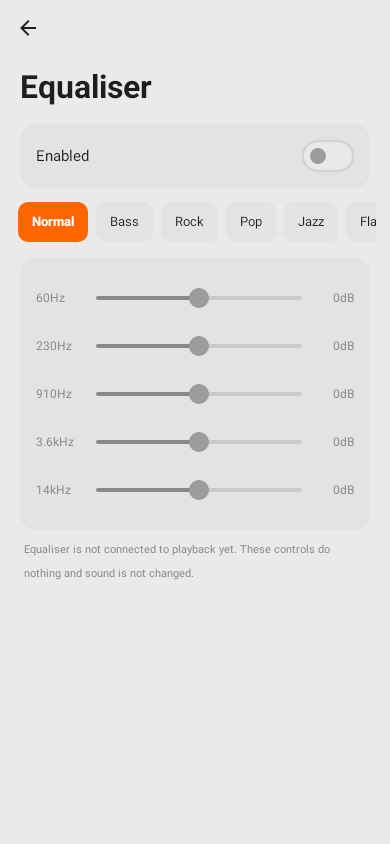 Equaliser
Enabled
Normal Bass Rock Pop Jazz Fla
60Hz 0dB
230Hz 0dB
910Hz 0dB
3.6kHz 0dB
14kHz 0dB
Equaliser is not connected to playback yet. These controls do
nothing and sound is not changed.